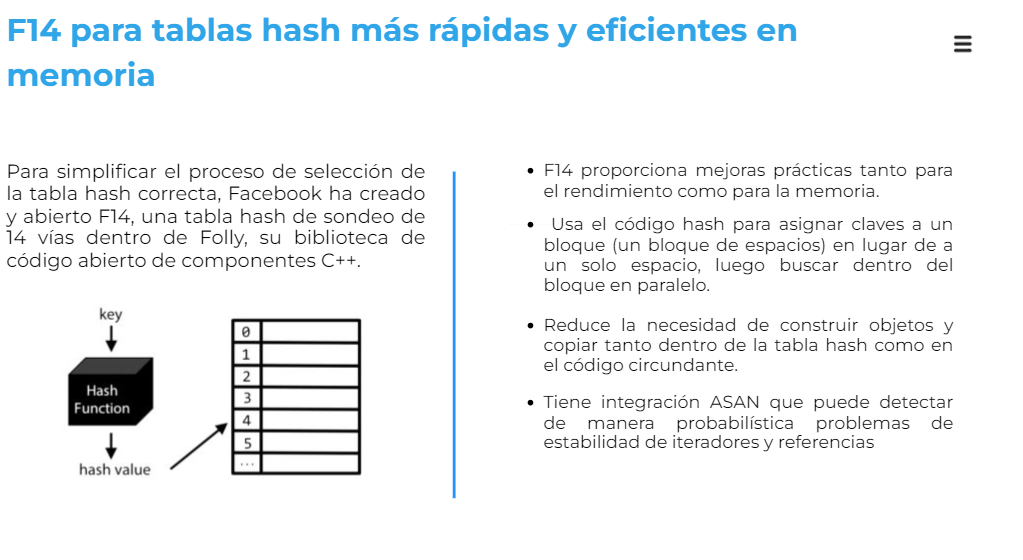 F14 para tablas hash más rápidas y eficientes en
memoria
Para simplificar el proceso de selección de
la tabla hash correcta, Facebook ha creado
y abierto F14, una tabla hash de sondeo de
14 vías dentro de Folly, su biblioteca de
código abierto de componentes C++.
key
Hash
Function
hash value
0
1
2
3
4
5
...
• F14 proporciona mejoras prácticas tanto para
el rendimiento como para la memoria.
• Usa el código hash para asignar claves a un
bloque (un bloque de espacios) en lugar de a
un solo espacio, luego buscar dentro del
bloque en paralelo.
• Reduce la necesidad de construir objetos y
copiar tanto dentro de la tabla hash como en
el código circundante.
• Tiene integración ASAN que puede detectar
de manera probabilística problemas de
estabilidad de iteradores y referencias